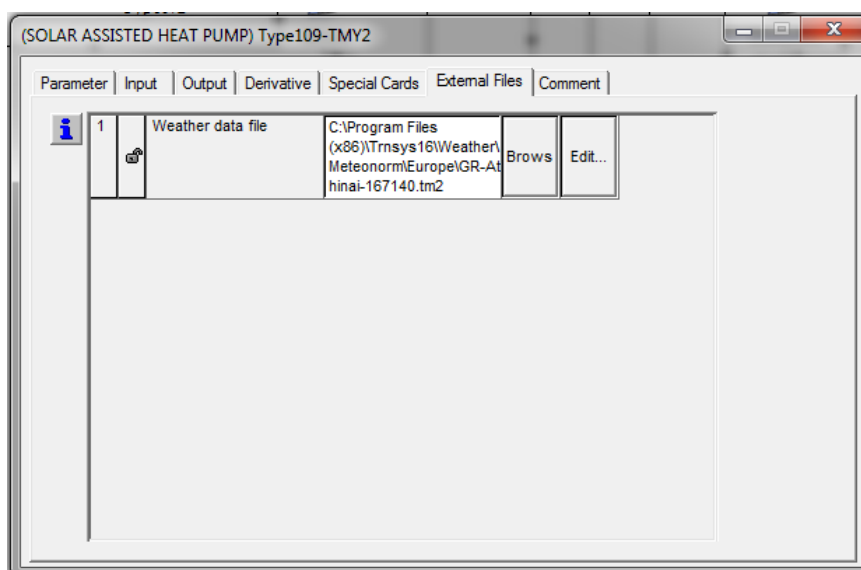 (SOLAR ASSISTED HEAT PUMP) Type109-TMY2
Parameter Input Output Derivative Special Cards External Files Comment
1 Weather data file C:\Program Files
(x86)\Trnsys16\Weather\
Meteonorm\Europe\GR-At
hinai-167140.tm2
Brows Edit...